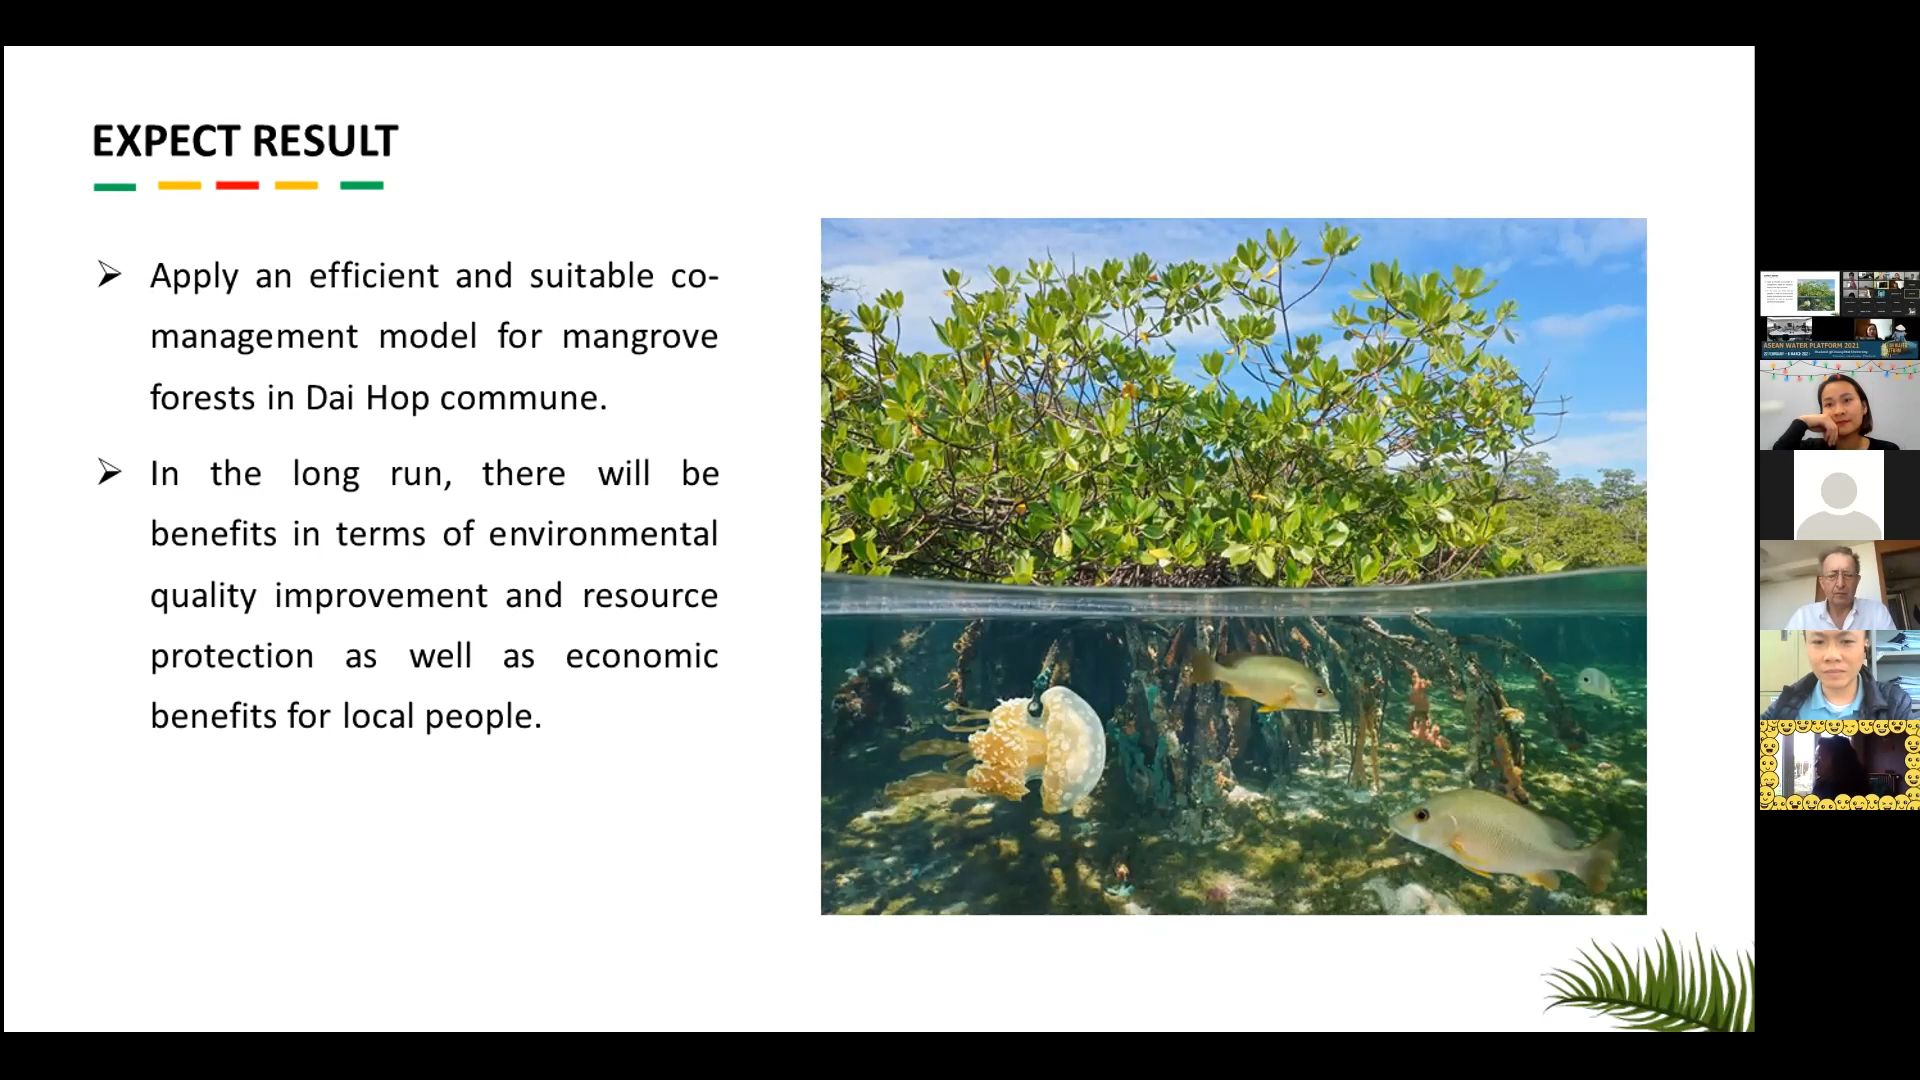 EXPECT RESULT
➢ Apply an efficient and suitable co-
management model for mangrove
forests in Dai Hop commune.
➢ In the long run, there will be
benefits in terms of environmental
quality improvement and resource
protection as well as economic
benefits for local people.
ASEAN WATER PLATFORM 2021